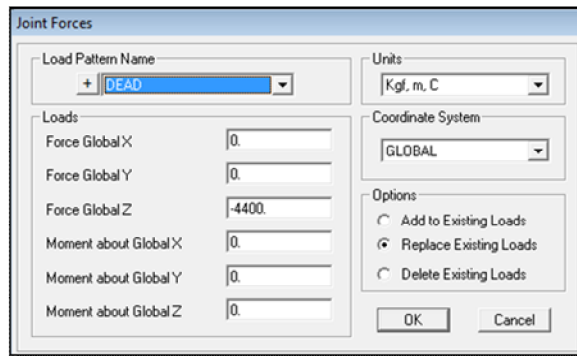 Joint Forces
Load Pattern Name
+ DEAD
Units
Kgf, m, C
Loads
Force Global X 0.
Force Global Y 0.
Force Global Z -4400.
Moment about Global X 0.
Moment about Global Y 0.
Moment about Global Z 0.
Coordinate System
GLOBAL
Options
Add to Existing Loads
Replace Existing Loads
Delete Existing Loads
OK Cancel